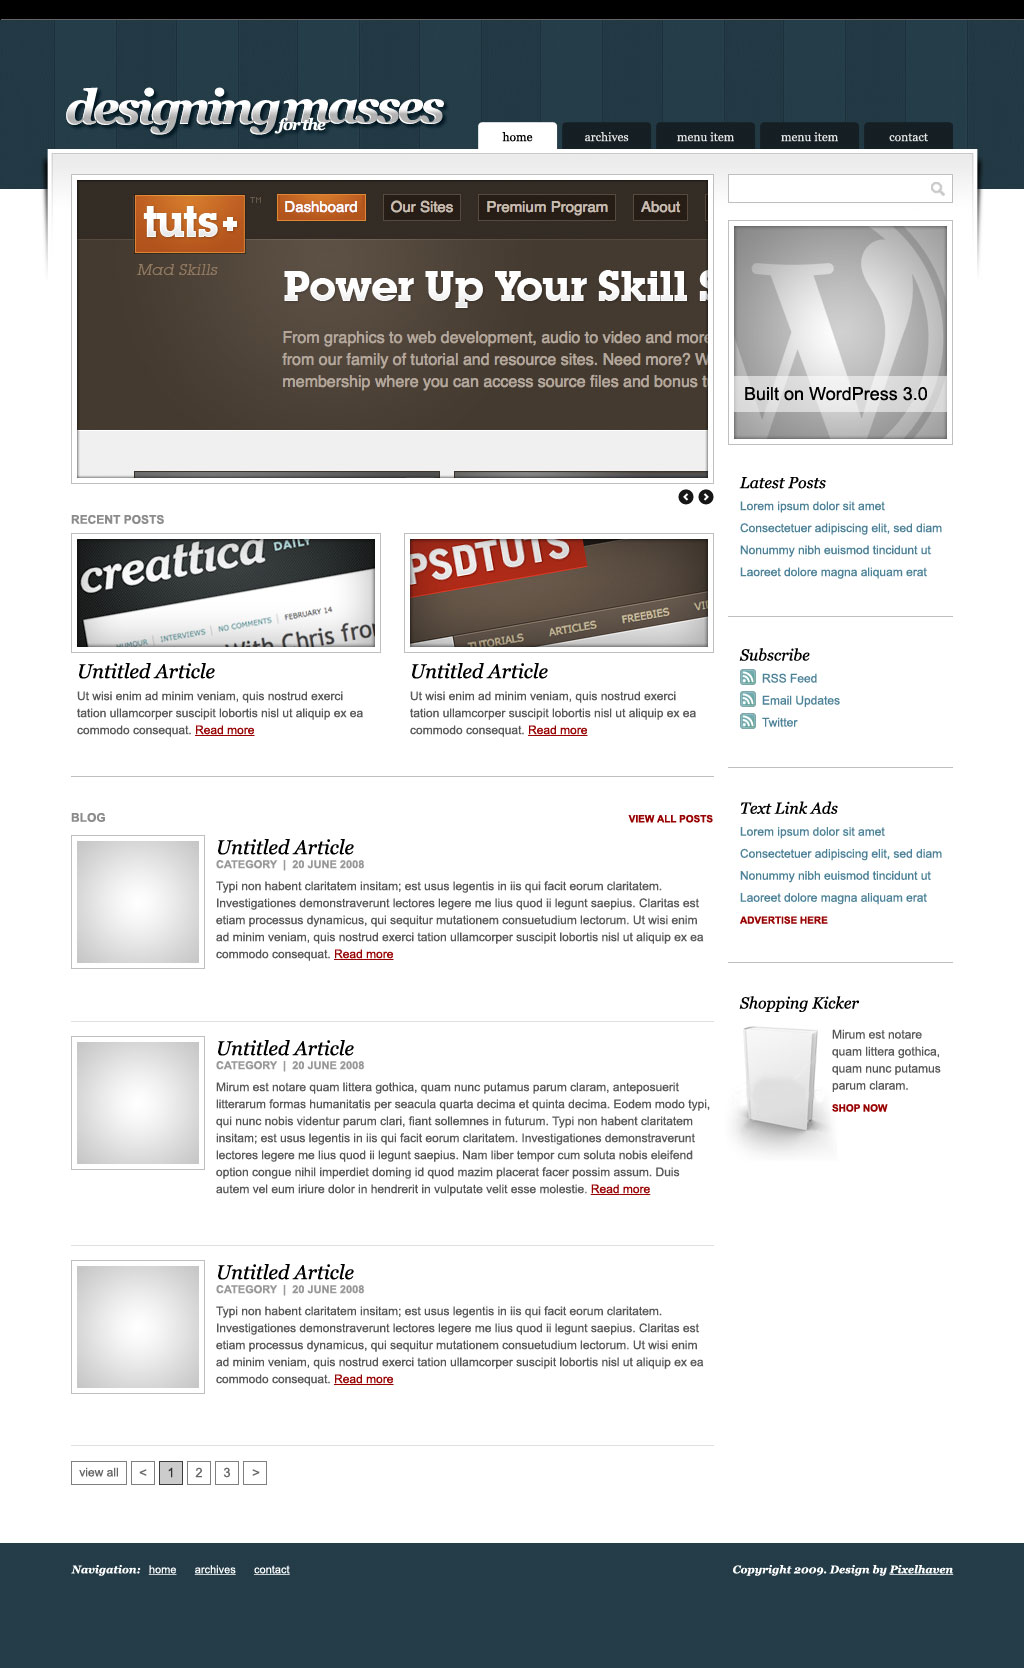 designing for the masses
home
archives
menu item
menu item
contact
tuts+
TM
Mad Skills
Dashboard
Our Sites
Premium Program
About
Power Up Your Skill S
From graphics to web development, audio to video and more
from our family of tutorial and resource sites. Need more? W
membership where you can access source files and bonus t
Built on WordPress 3.0
RECENT POSTS
creattica DAILY
HUMOUR | INTERVIEWS | NO COMMENTS | FEBRUARY 14
With Chris from
Untitled Article
Ut wisi enim ad minim veniam, quis nostrud exerci
tation ullamcorper suscipit lobortis nisl ut aliquip ex ea
commodo consequat. Read more
PSDTUTS
TUTORIALS
ARTICLES
FREEBIES
VI
Untitled Article
Ut wisi enim ad minim veniam, quis nostrud exerci
tation ullamcorper suscipit lobortis nisl ut aliquip ex ea
commodo consequat. Read more
BLOG
VIEW ALL POSTS
Untitled Article
CATEGORY | 20 JUNE 2008
Typi non habent claritatem insitam; est usus legentis in iis qui facit eorum claritatem.
Investigationes demonstraverunt lectores legere me lius quod ii legunt saepius. Claritas est
etiam processus dynamicus, qui sequitur mutationem consuetudium lectorum. Ut wisi enim
ad minim veniam, quis nostrud exerci tation ullamcorper suscipit lobortis nisl ut aliquip ex ea
commodo consequat. Read more
Untitled Article
CATEGORY | 20 JUNE 2008
Mirum est notare quam littera gothica, quam nunc putamus parum claram, anteposuerit
litterarum formas humanitatis per seacula quarta decima et quinta decima. Eodem modo typi,
qui nunc nobis videntur parum clari, fiant sollemnes in futurum. Typi non habent claritatem
insitam; est usus legentis in iis qui facit eorum claritatem. Investigationes demonstraverunt
lectores legere me lius quod ii legunt saepius. Nam liber tempor cum soluta nobis eleifend
option congue nihil imperdiet doming id quod mazim placerat facer possim assum. Duis
autem vel eum iriure dolor in hendrerit in vulputate velit esse molestie. Read more
Untitled Article
CATEGORY | 20 JUNE 2008
Typi non habent claritatem insitam; est usus legentis in iis qui facit eorum claritatem.
Investigationes demonstraverunt lectores legere me lius quod ii legunt saepius. Claritas est
etiam processus dynamicus, qui sequitur mutationem consuetudium lectorum. Ut wisi enim
ad minim veniam, quis nostrud exerci tation ullamcorper suscipit lobortis nisl ut aliquip ex ea
commodo consequat. Read more
view all < 1 2 3 >
Latest Posts
Lorem ipsum dolor sit amet
Consectetuer adipiscing elit, sed diam
Nonummy nibh euismod tincidunt ut
Laoreet dolore magna aliquam erat
Subscribe
RSS Feed
Email Updates
Twitter
Text Link Ads
Lorem ipsum dolor sit amet
Consectetuer adipiscing elit, sed diam
Nonummy nibh euismod tincidunt ut
Laoreet dolore magna aliquam erat
ADVERTISE HERE
Shopping Kicker
Mirum est notare
quam littera gothica,
quam nunc putamus
parum claram.
SHOP NOW
Navigation: home archives contact
Copyright 2009. Design by Pixelhaven